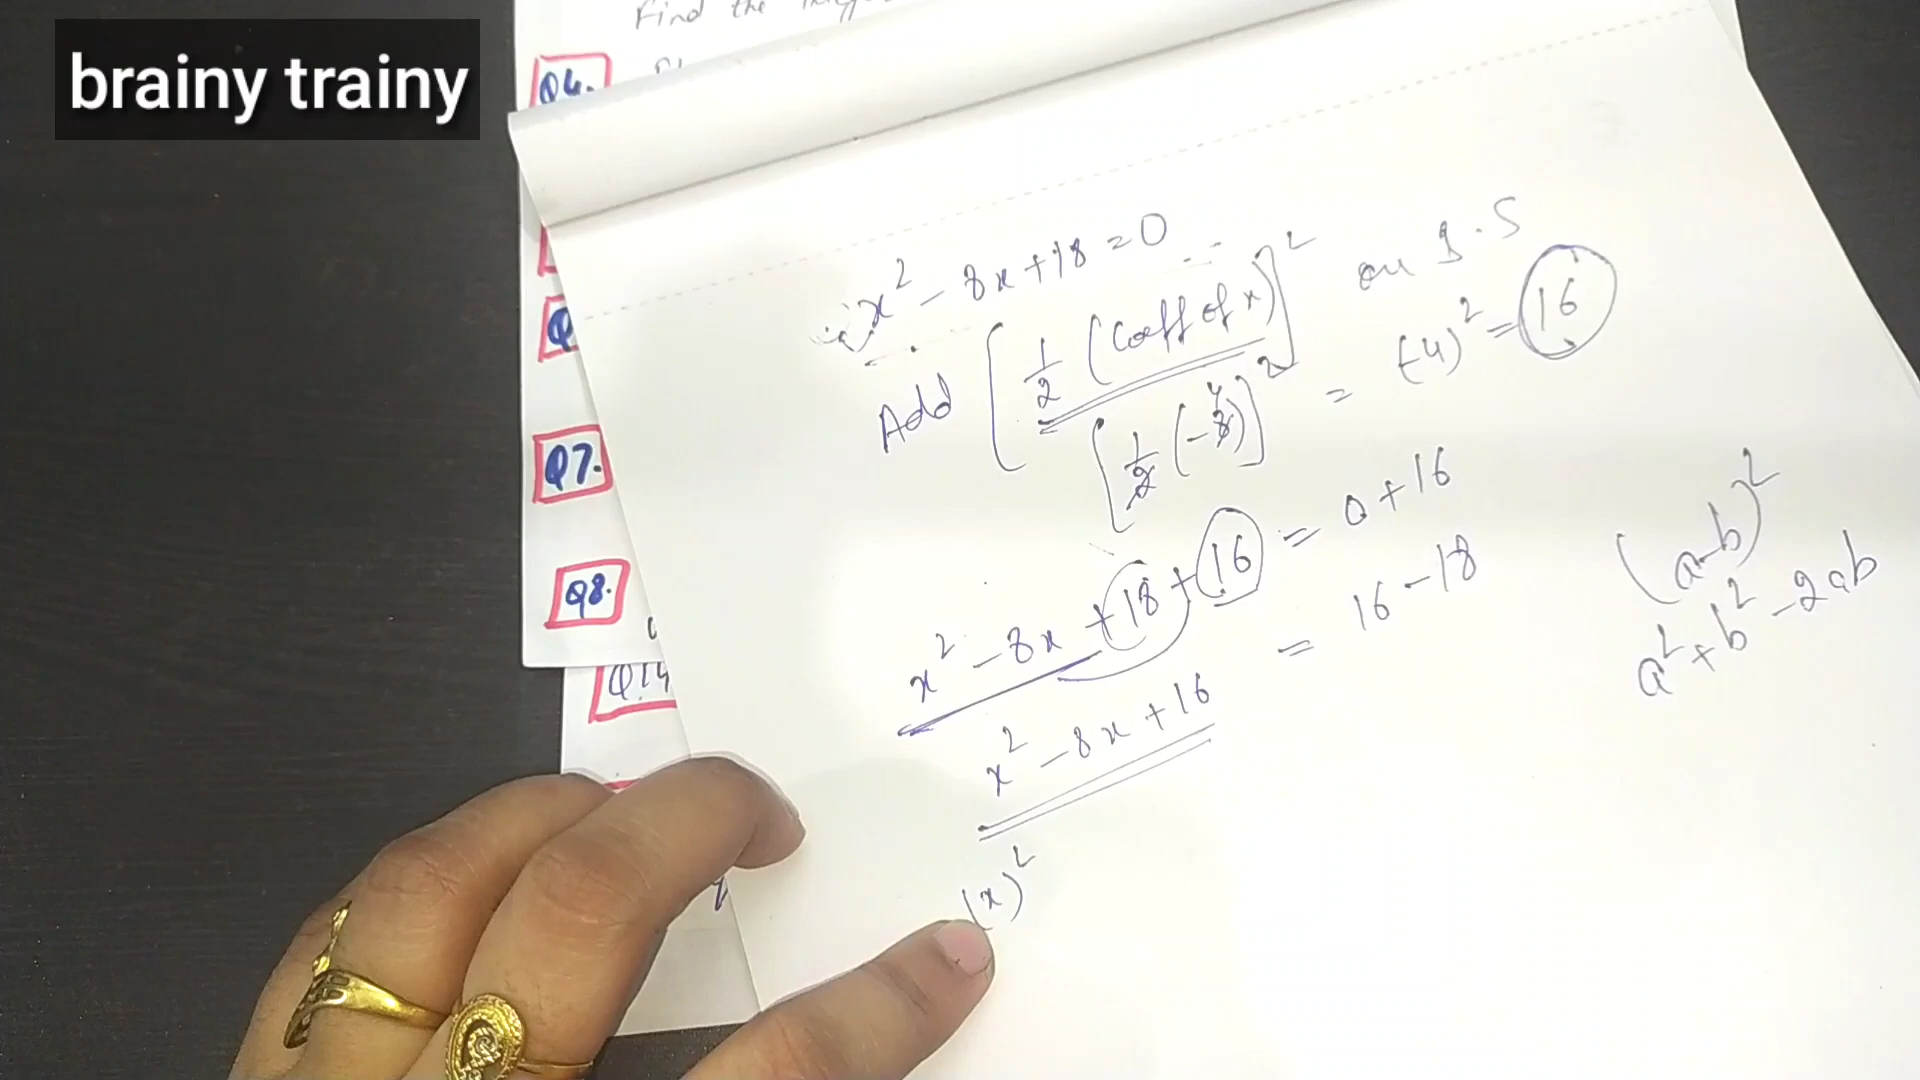 brainy trainy
Find the
Q4.
x² - 8x + 18 = 0
Add [1/2 (Coeff of x)]² on B.S
[1/2 (-8)]² = (-4)² = 16
Q7.
x² - 8x + 18 + 16 = 0 + 16
Q8.
x² - 8x + 16 = 16 - 18
(a-b)²
a² + b² - 2ab
Q14
(x)²